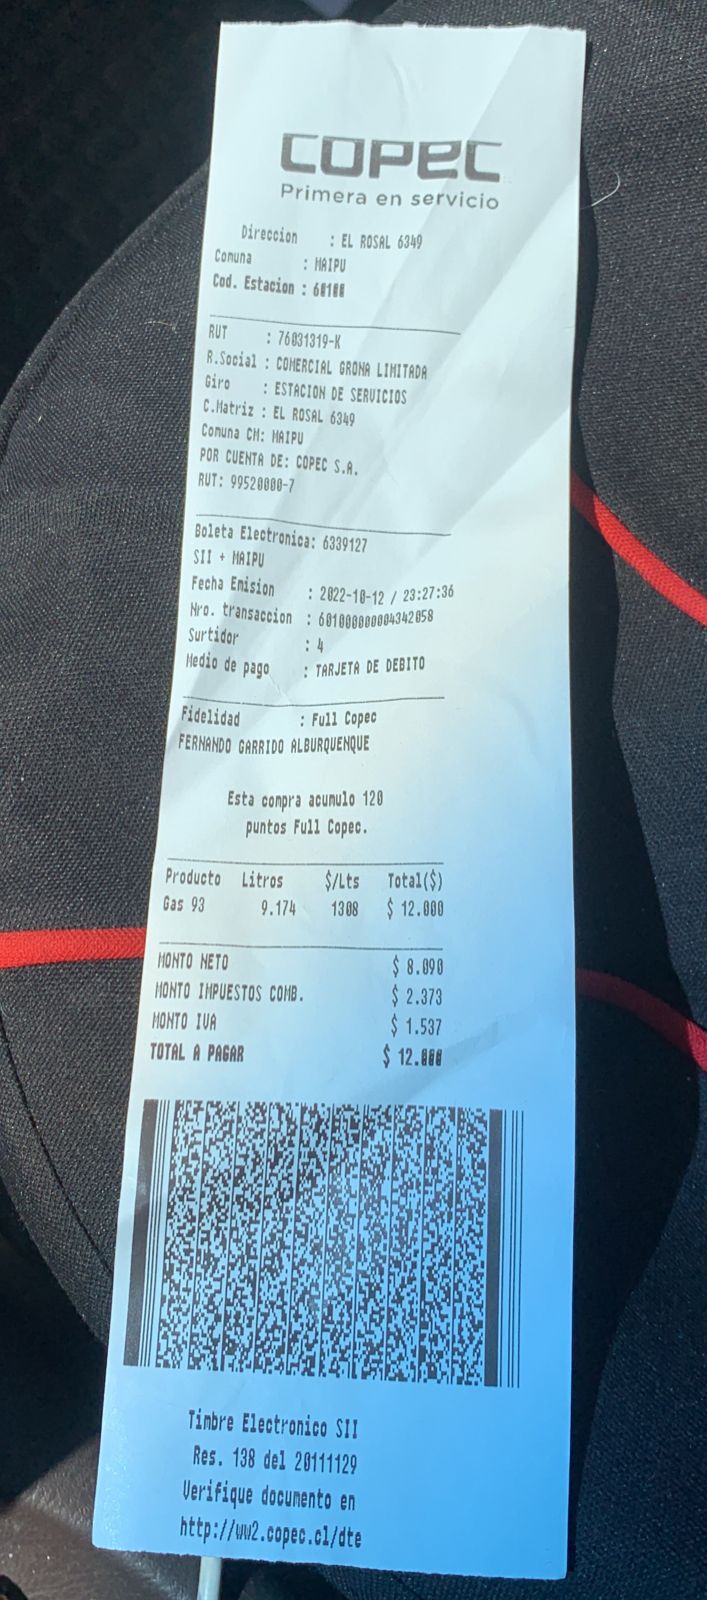 COPEC
Primera en servicio
Direccion : EL ROSAL 6349
Comuna : MAIPU
Cod. Estacion : 60100
RUT : 76031319-K
R.Social : COMERCIAL GRONA LIMITADA
Giro : ESTACION DE SERVICIOS
C.Matriz : EL ROSAL 6349
Comuna CM: MAIPU
POR CUENTA DE: COPEC S.A.
RUT: 99520000-7
Boleta Electronica: 6339127
SII + MAIPU
Fecha Emision : 2022-10-12 / 23:27:36
Nro. transaccion : 601000000004342058
Surtidor : 4
Medio de pago : TARJETA DE DEBITO
Fidelidad : Full Copec
FERNANDO GARRIDO ALBURQUENQUE
Esta compra acumulo 120
puntos Full Copec.
Producto Litros $/Lts Total($)
Gas 93 9.174 1308 $ 12.000
MONTO NETO $ 8.090
MONTO IMPUESTOS COMB. $ 2.373
MONTO IVA $ 1.537
TOTAL A PAGAR $ 12.000
Timbre Electronico SII
Res. 138 del 20111129
Verifique documento en
http://ww2.copec.cl/dte